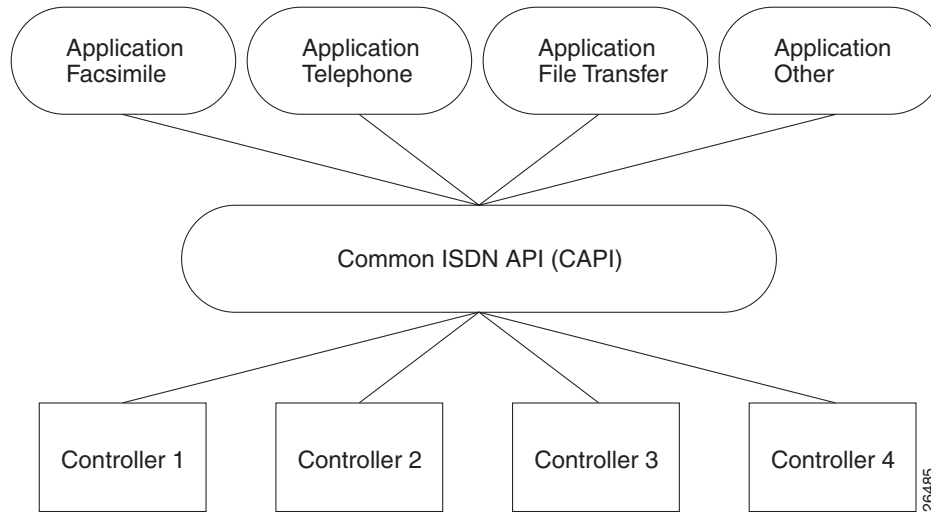 Application
Facsimile
Application
Telephone
Application
File Transfer
Application
Other
Common ISDN API (CAPI)
Controller 1
Controller 2
Controller 3
Controller 4
26485